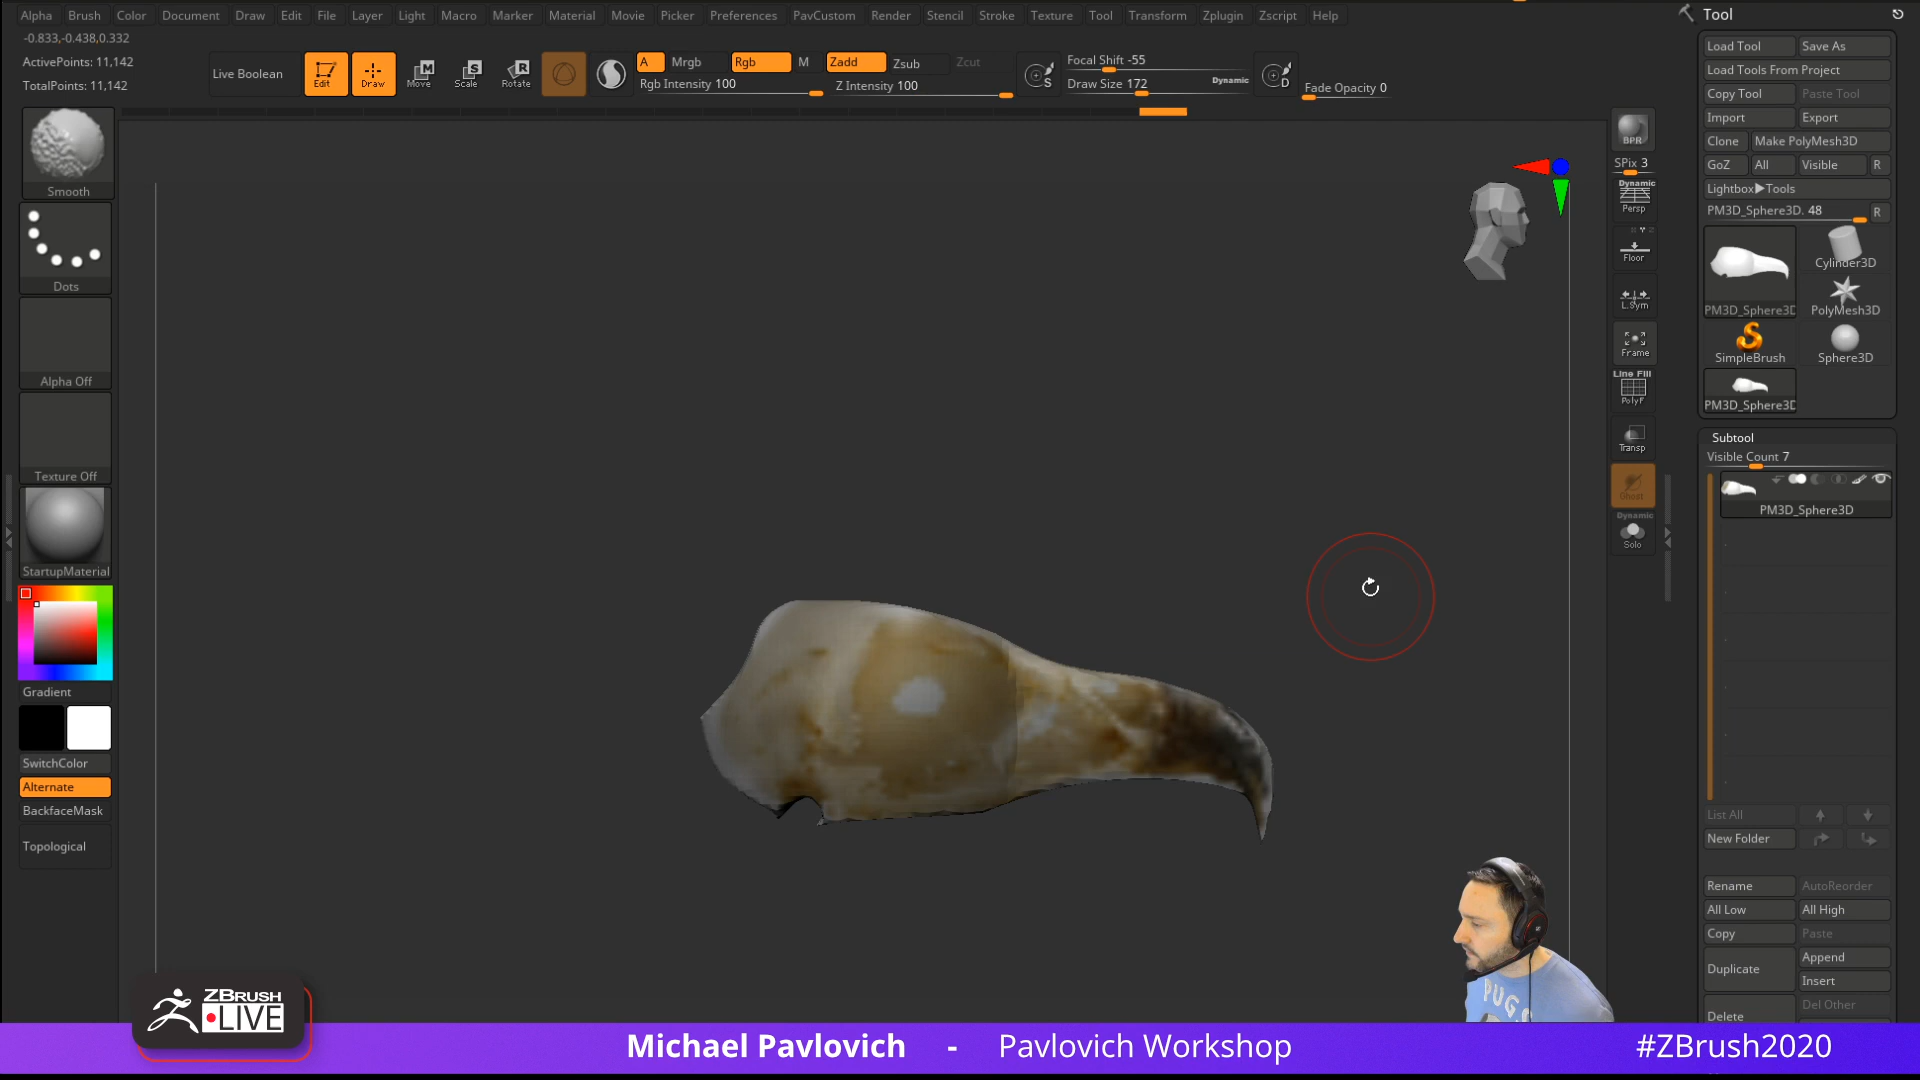 Alpha Brush Color Document Draw Edit File Layer Light Macro Marker Material Movie Picker Preferences PavCustom Render Stencil Stroke Texture Tool Transform Zplugin Zscript Help
Tool
-0.833,-0.438,0.332
ActivePoints: 11,142
TotalPoints: 11,142
Live Boolean
Edit
Draw
M
Move
S
Scale
R
Rotate
A Mrgb Rgb M Zadd Zsub Zcut
Rgb Intensity 100
Z Intensity 100
S
Focal Shift -55
Draw Size 172
Dynamic
D
Fade Opacity 0
Smooth
Dots
Alpha Off
Texture Off
StartupMaterial
Gradient
SwitchColor
Alternate
BackfaceMask
Topological
BPR
SPix 3
Dynamic
Persp
Floor
L.Sym
Frame
Line Fill
PolyF
Transp
Ghost
Dynamic
Solo
Load Tool Save As
Load Tools From Project
Copy Tool Paste Tool
Import Export
Clone Make PolyMesh3D
GoZ All Visible R
Lightbox▶Tools
PM3D_Sphere3D. 48 R
Cylinder3D
PM3D_Sphere3D PolyMesh3D
SimpleBrush Sphere3D
PM3D_Sphere3D
Subtool
Visible Count 7
PM3D_Sphere3D
List All
New Folder
Rename AutoReorder
All Low All High
Copy Paste
Duplicate Append
Insert
Delete Del Other
PUG
ZBRUSH
LIVE
Michael Pavlovich - Pavlovich Workshop
#ZBrush2020